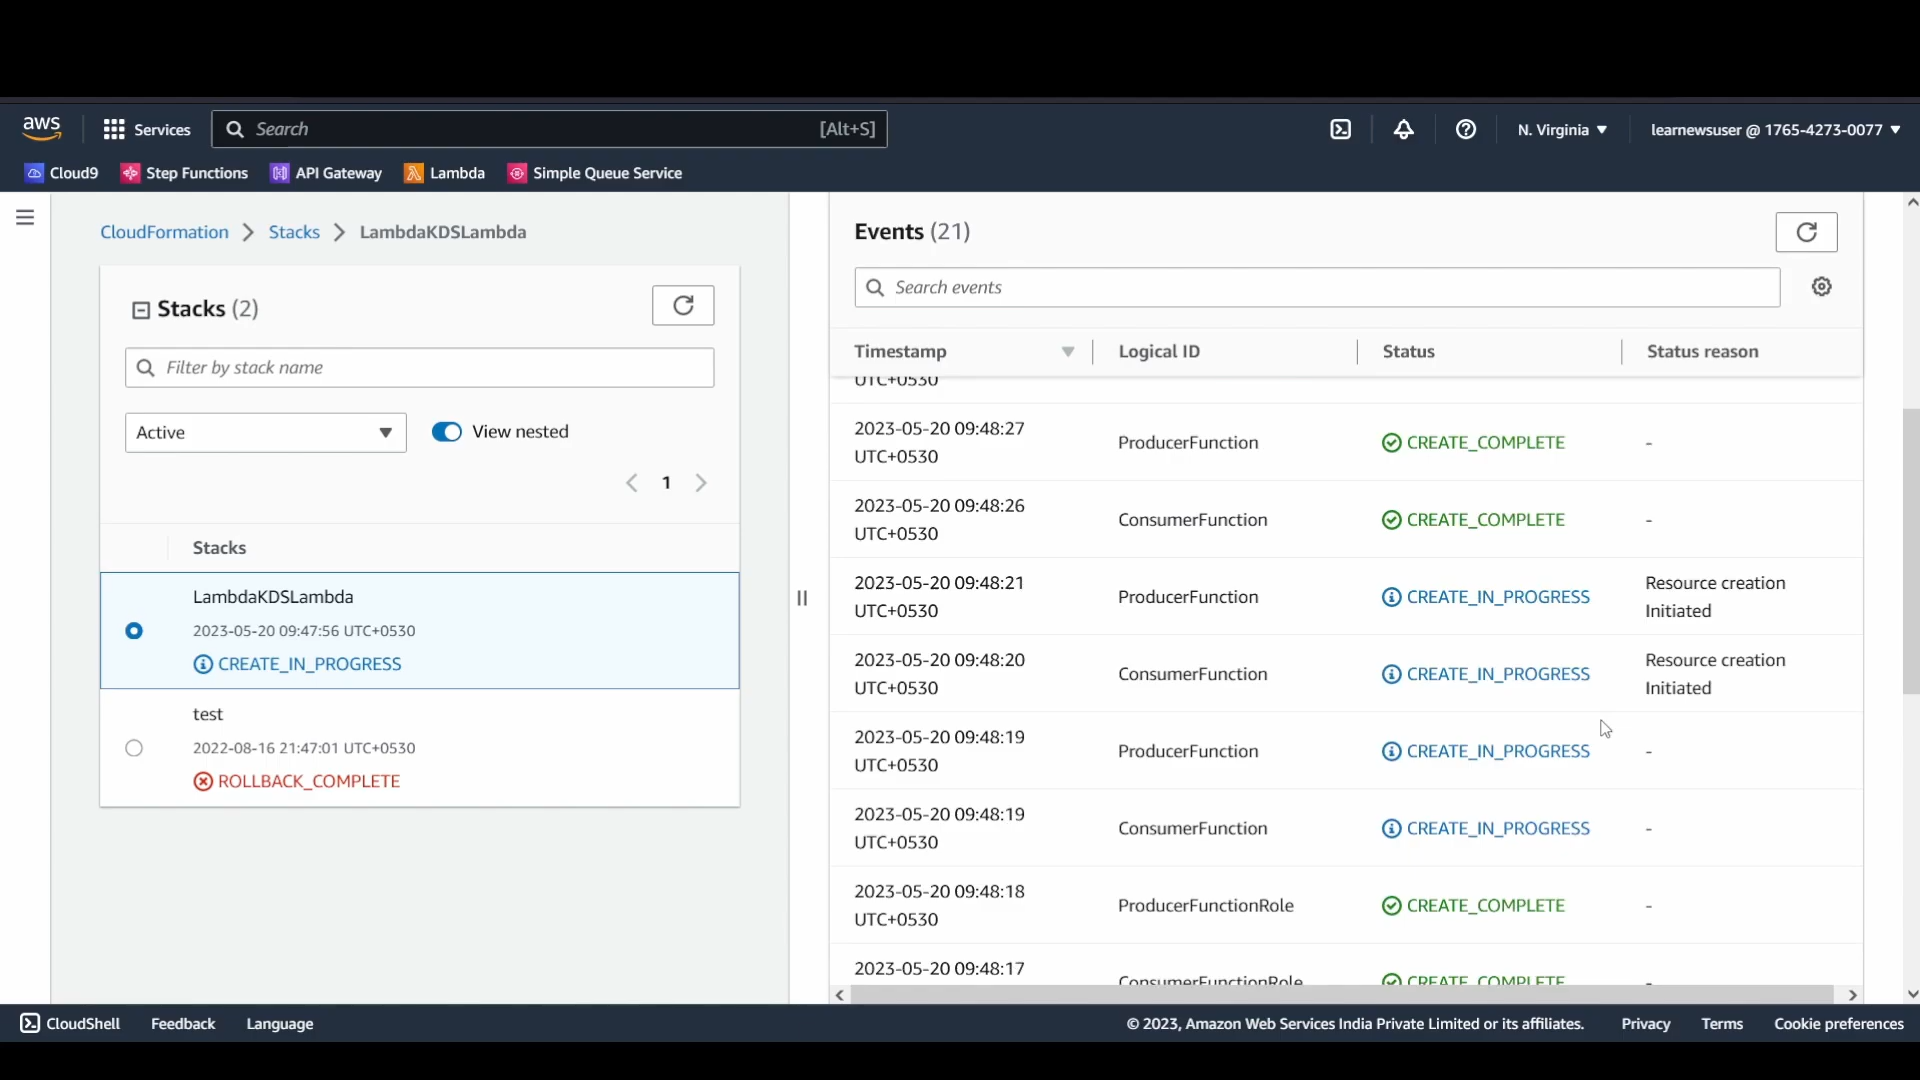 aws
Services
Search
[Alt+S]
N. Virginia
learnewsuser @ 1765-4273-0077
Cloud9
Step Functions
API Gateway
Lambda
Simple Queue Service
CloudFormation
Stacks
LambdaKDSLambda
Stacks (2)
Filter by stack name
Active
View nested
1
Stacks
LambdaKDSLambda
2023-05-20 09:47:56 UTC+0530
CREATE_IN_PROGRESS
test
2022-08-16 21:47:01 UTC+0530
ROLLBACK_COMPLETE
Events (21)
Search events
Timestamp
Logical ID
Status
Status reason
UTC+0530
2023-05-20 09:48:27
UTC+0530
ProducerFunction
CREATE_COMPLETE
-
2023-05-20 09:48:26
UTC+0530
ConsumerFunction
CREATE_COMPLETE
-
2023-05-20 09:48:21
UTC+0530
ProducerFunction
CREATE_IN_PROGRESS
Resource creation
Initiated
2023-05-20 09:48:20
UTC+0530
ConsumerFunction
CREATE_IN_PROGRESS
Resource creation
Initiated
2023-05-20 09:48:19
UTC+0530
ProducerFunction
CREATE_IN_PROGRESS
-
2023-05-20 09:48:19
UTC+0530
ConsumerFunction
CREATE_IN_PROGRESS
-
2023-05-20 09:48:18
UTC+0530
ProducerFunctionRole
CREATE_COMPLETE
-
2023-05-20 09:48:17
ConsumerFunctionRole
CREATE_COMPLETE
-
CloudShell
Feedback
Language
© 2023, Amazon Web Services India Private Limited or its affiliates.
Privacy
Terms
Cookie preferences